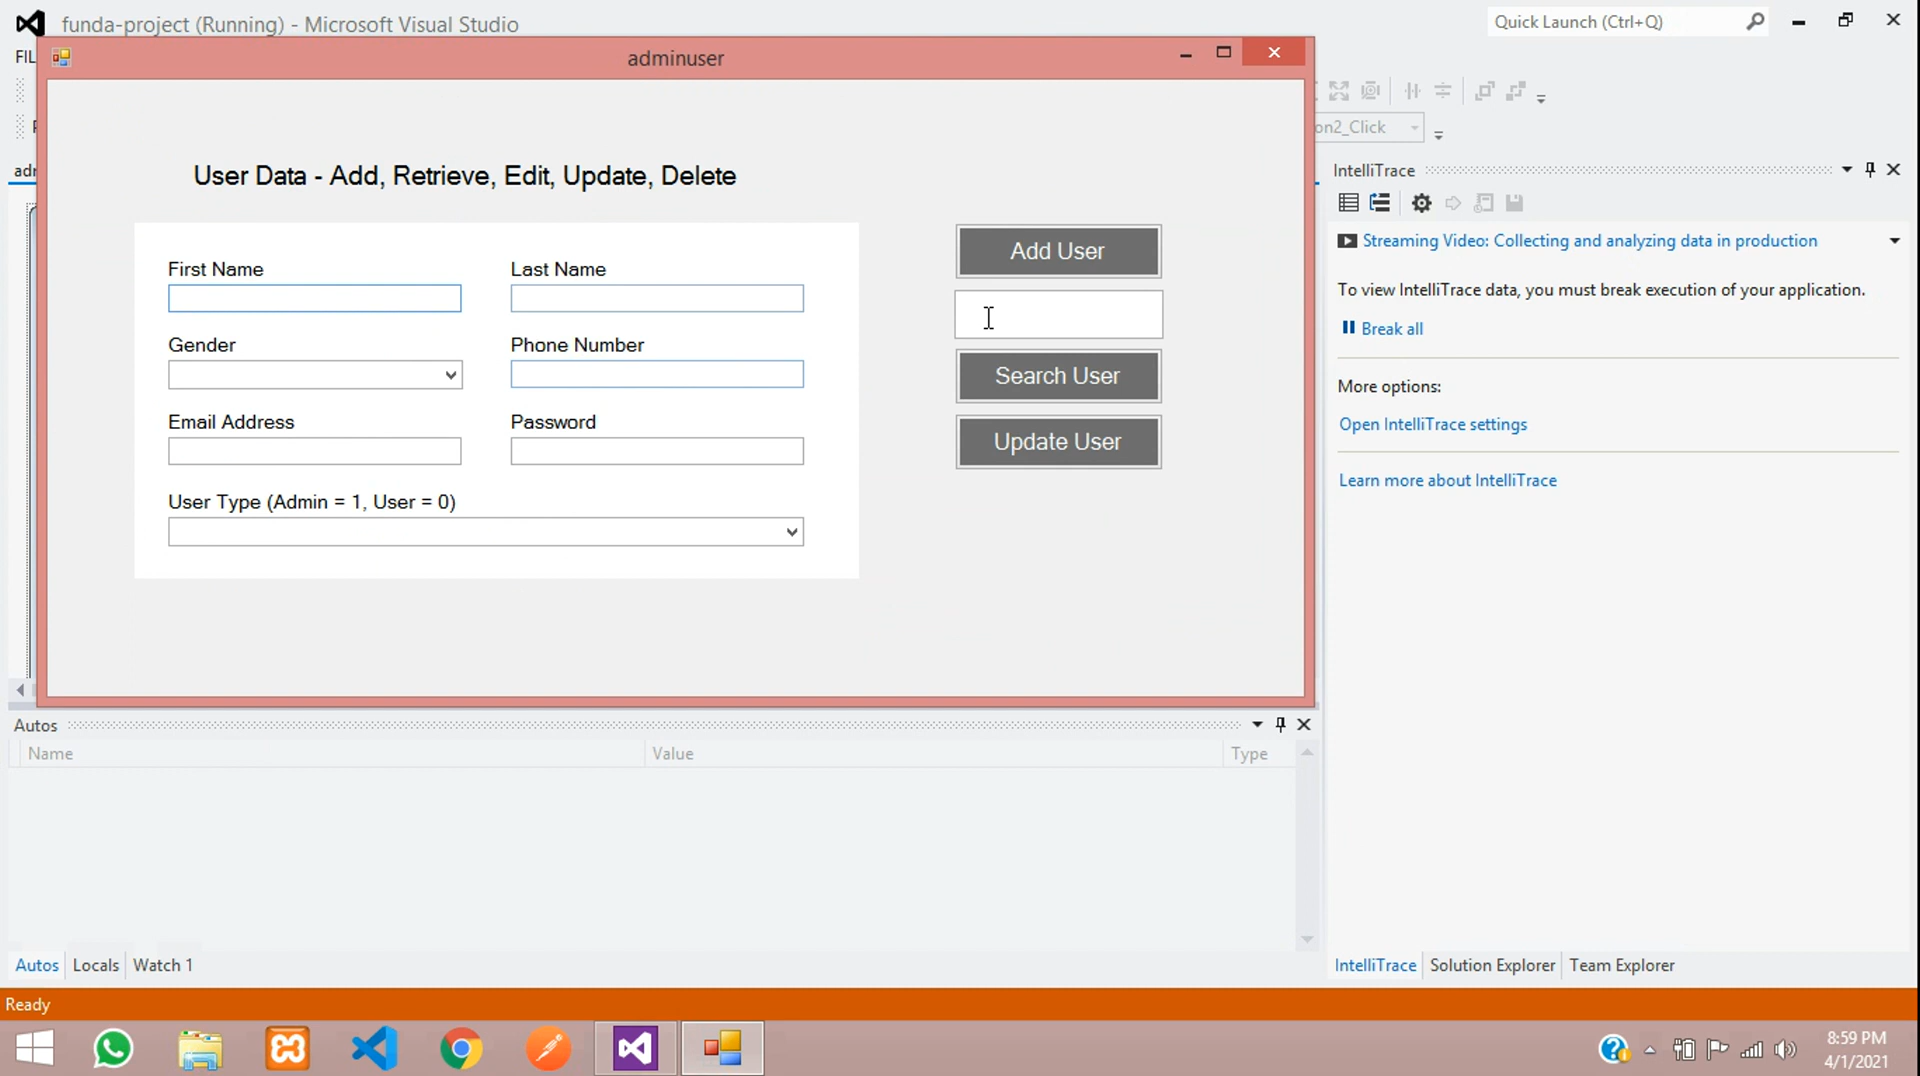 funda-project (Running) - Microsoft Visual Studio
Quick Launch (Ctrl+Q)
FIL
adminuser
on2_Click
User Data - Add, Retrieve, Edit, Update, Delete
First Name
Last Name
Gender
Phone Number
Email Address
Password
User Type (Admin = 1, User = 0)
Add User
Search User
Update User
IntelliTrace
Streaming Video: Collecting and analyzing data in production
To view IntelliTrace data, you must break execution of your application.
Break all
More options:
Open IntelliTrace settings
Learn more about IntelliTrace
Autos
Name
Value
Type
Autos
Locals
Watch 1
IntelliTrace
Solution Explorer
Team Explorer
Ready
8:59 PM
4/1/2021